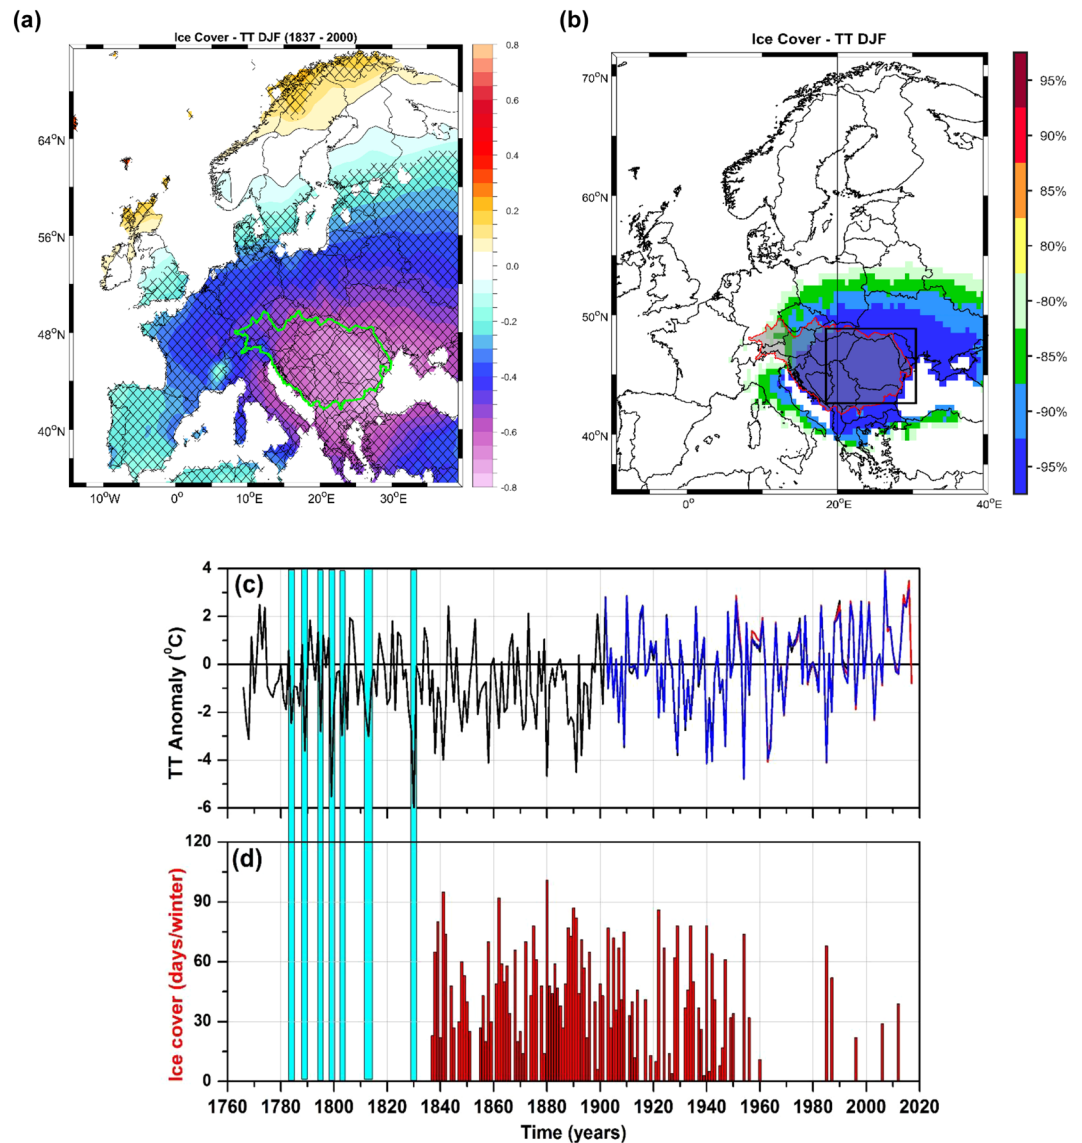 (a)
Ice Cover - TT DJF (1837 - 2000)
64°N
56°N
48°N
40°N
10°W
0°
10°E
20°E
30°E
0.8
0.6
0.4
0.2
0.0
-0.2
-0.4
-0.6
-0.8
(b)
Ice Cover - TT DJF
70°N
60°N
50°N
40°N
0°
20°E
40°E
95%
90%
85%
80%
-80%
-85%
-90%
-95%
(c)
TT Anomaly (⁰C)
4
2
0
-2
-4
-6
(d)
Ice cover (days/winter)
120
90
60
30
0
1760 1780 1800 1820 1840 1860 1880 1900 1920 1940 1960 1980 2000 2020
Time (years)